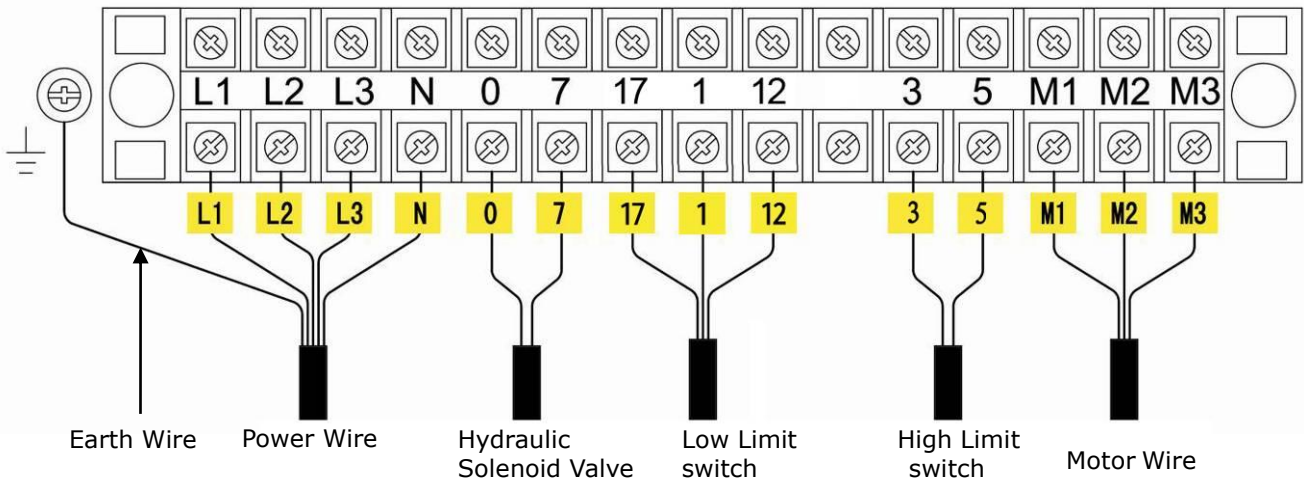 L1 L2 L3 N 0 7 17 1 12 3 5 M1 M2 M3
L1 L2 L3 N 0 7 17 1 12 3 5 M1 M2 M3
Earth Wire
Power Wire
Hydraulic
Solenoid Valve
Low Limit
switch
High Limit
switch
Motor Wire